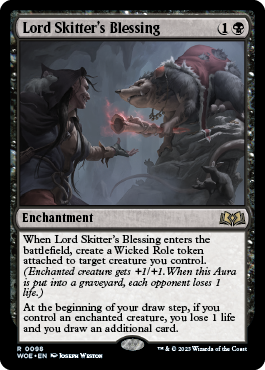 Lord Skitter's Blessing 1
Enchantment
When Lord Skitter's Blessing enters the
battlefield, create a Wicked Role token
attached to target creature you control.
(Enchanted creature gets +1/+1. When this Aura
is put into a graveyard, each opponent loses 1
life.)
At the beginning of your draw step, if you
control an enchanted creature, you lose 1 life
and you draw an additional card.
R 0098
WOE • EN Joseph Weston
™ & © 2023 Wizards of the Coast